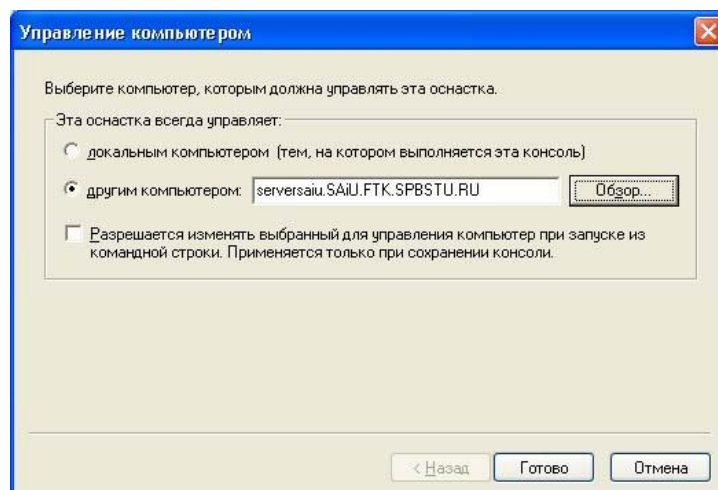 Управление компьютером
Выберите компьютер, которым должна управлять эта оснастка.
Эта оснастка всегда управляет:
локальным компьютером (тем, на котором выполняется эта консоль)
другим компьютером: serversaiu.SAiU.FTK.SPBSTU.RU Обзор...
Разрешается изменять выбранный для управления компьютер при запуске из
командной строки. Применяется только при сохранении консоли.
< Назад Готово Отмена